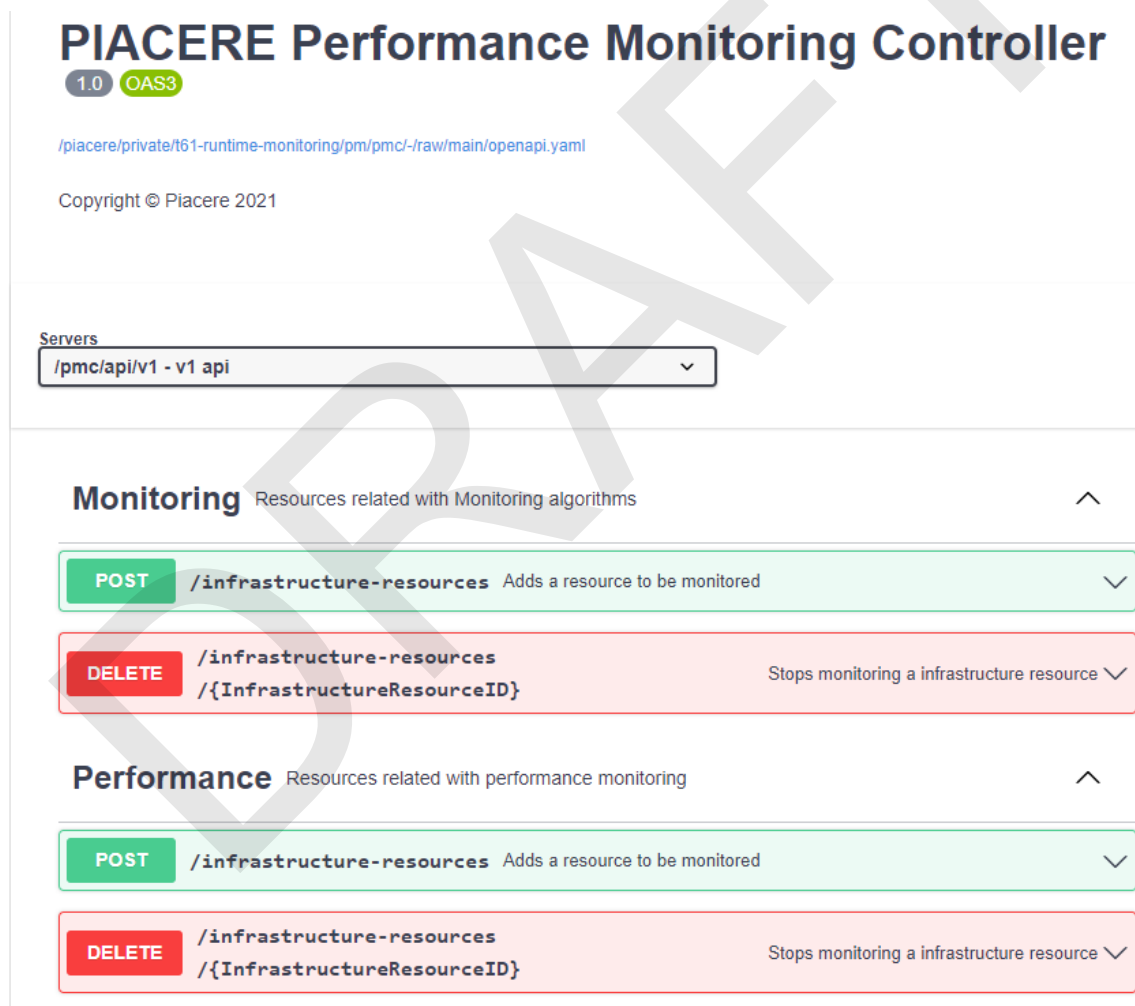 PIACERE Performance Monitoring Controller
1.0 OAS3
/piacere/private/t61-runtime-monitoring/pm/pmc/-/raw/main/openapi.yaml
Copyright © Piacere 2021
Servers
/pmc/api/v1 - v1 api
Monitoring Resources related with Monitoring algorithms
POST /infrastructure-resources Adds a resource to be monitored
DELETE /infrastructure-resources
/{InfrastructureResourceID} Stops monitoring a infrastructure resource
Performance Resources related with performance monitoring
POST /infrastructure-resources Adds a resource to be monitored
DELETE /infrastructure-resources
/{InfrastructureResourceID} Stops monitoring a infrastructure resource
DRAFT